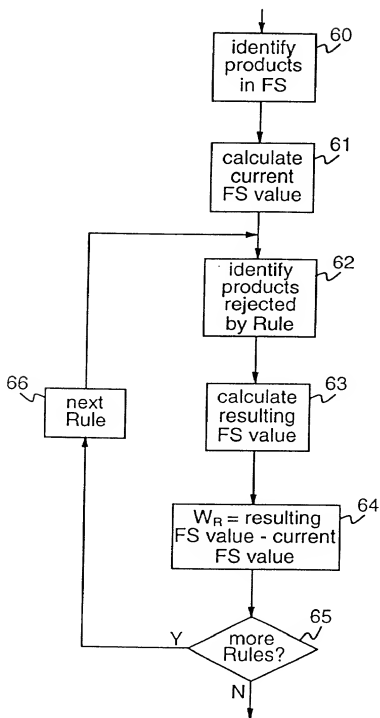 identify
products
in FS
60
calculate
current
FS value
61
identify
products
rejected
by Rule
62
calculate
resulting
FS value
63
next
Rule
66
W_R = resulting
FS value - current
FS value
64
more
Rules?
65
Y
N